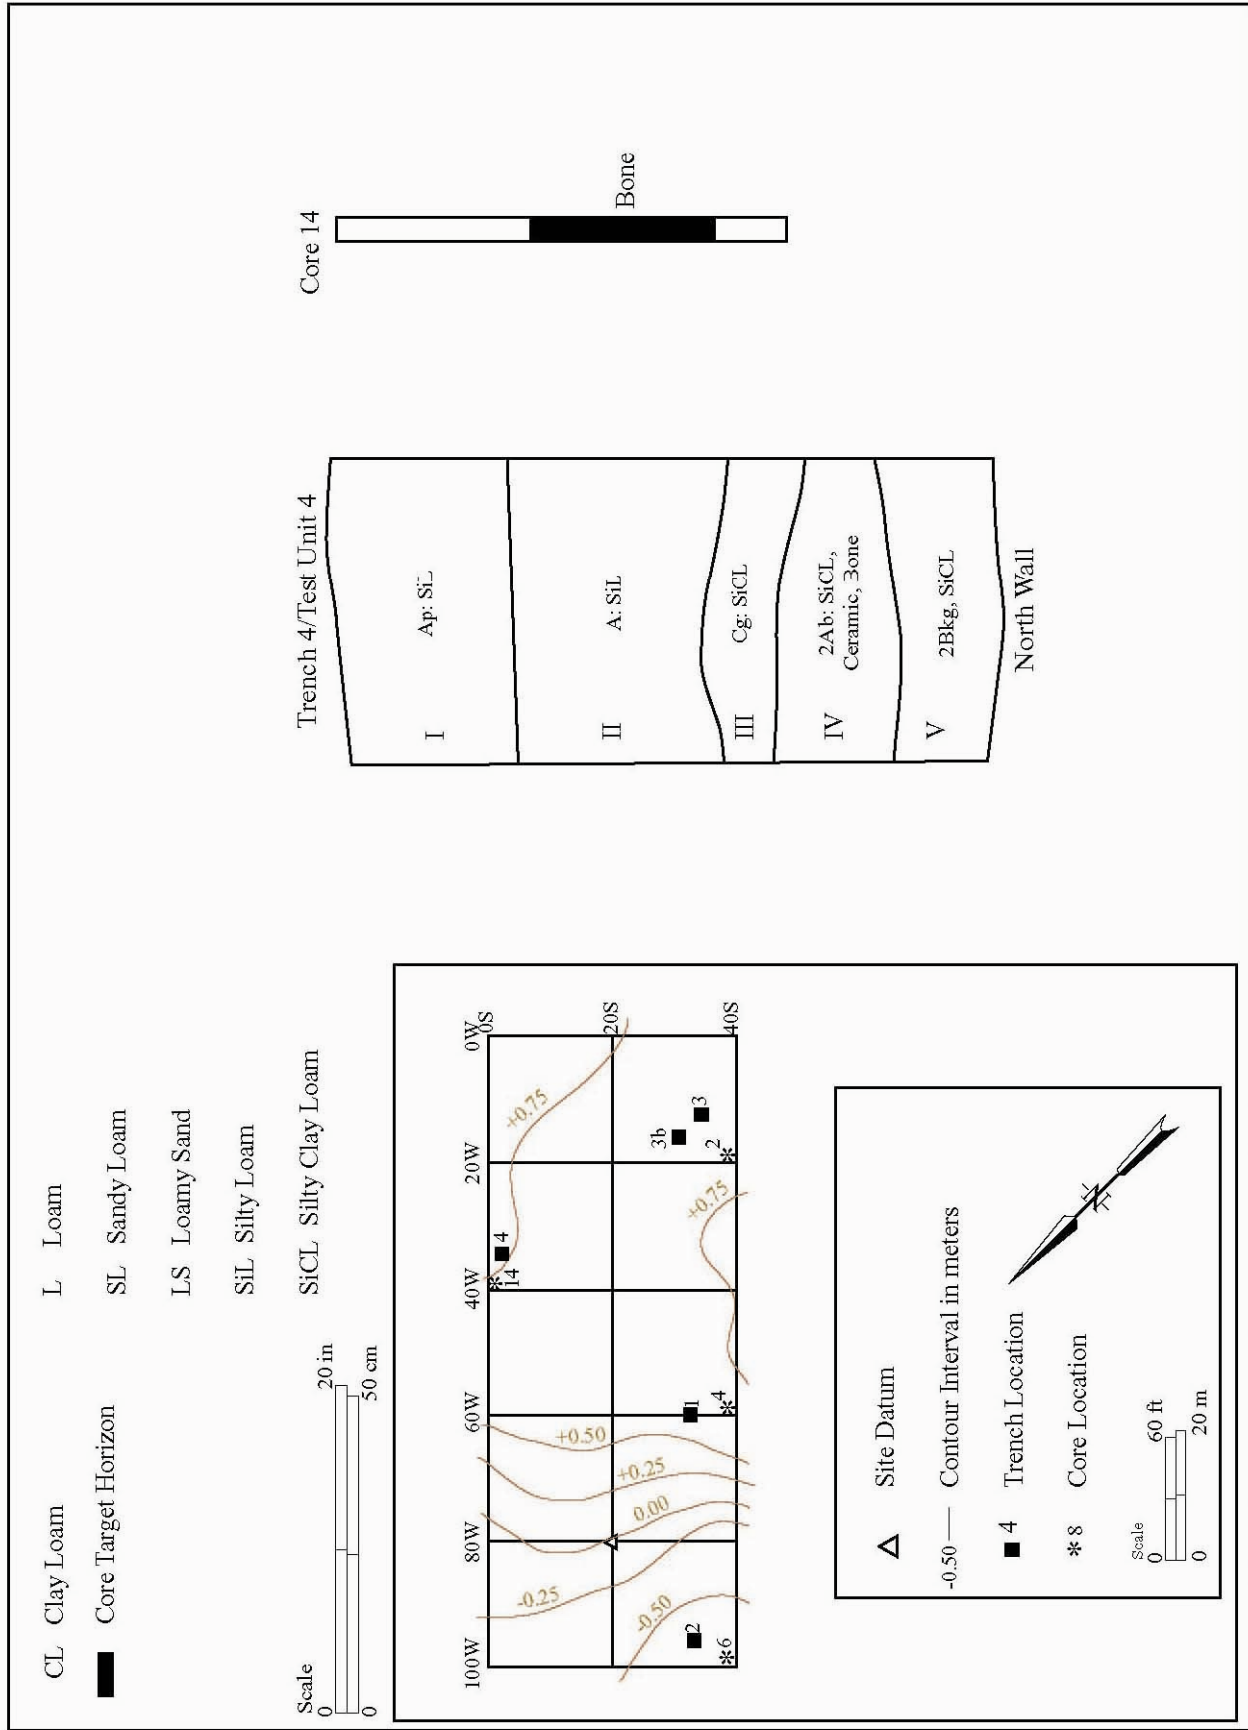 CL Clay Loam
Core Target Horizon
L Loam
SL Sandy Loam
LS Loamy Sand
SiL Silty Loam
SiCL Silty Clay Loam
Scale
0 20 in
0 50 cm
100W 80W 60W 40W 20W 0W
0S
20S
40S
-0.50
-0.25
0.00
+0.25
+0.50
+0.75
+0.75
14
4
3b
3
2
1
4
2
6
Site Datum
-0.50 Contour Interval in meters
4 Trench Location
*8 Core Location
Scale
0 60 ft
0 20 m
N
Trench 4/Test Unit 4
I Ap: SiL
II A: SiL
III Cg: SiCL
IV 2Ab: SiCL,
Ceramic, Bone
V 2Bkg, SiCL
North Wall
Core 14
Bone